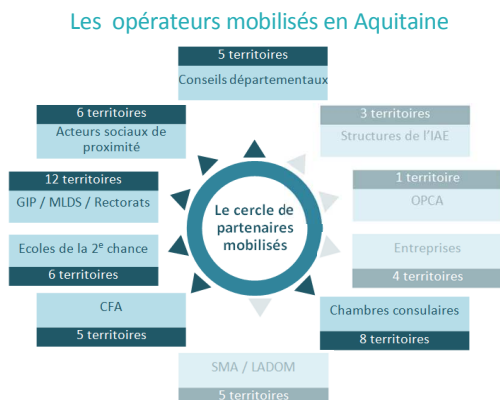 Les opérateurs mobilisés en Aquitaine
5 territoires
Conseils départementaux
6 territoires
Acteurs sociaux de
proximité
3 territoires
Structures de l'IAE
12 territoires
GIP / MLDS / Rectorats
1 territoire
OPCA
Le cercle de
partenaires
mobilisés
Ecoles de la 2e chance
6 territoires
Entreprises
4 territoires
CFA
5 territoires
Chambres consulaires
8 territoires
SMA / LADOM
5 territoires